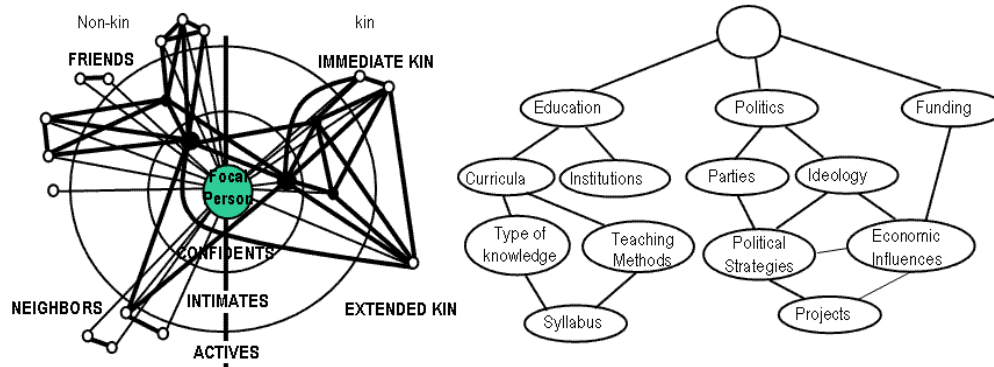 Non-kin
kin
FRIENDS
IMMEDIATE KIN
Focal
Person
CONFIDENTS
INTIMATES
NEIGHBORS
EXTENDED KIN
ACTIVES
Education
Politics
Funding
Curricula
Institutions
Parties
Ideology
Type of
knowledge
Teaching
Methods
Political
Strategies
Economic
Influences
Syllabus
Projects